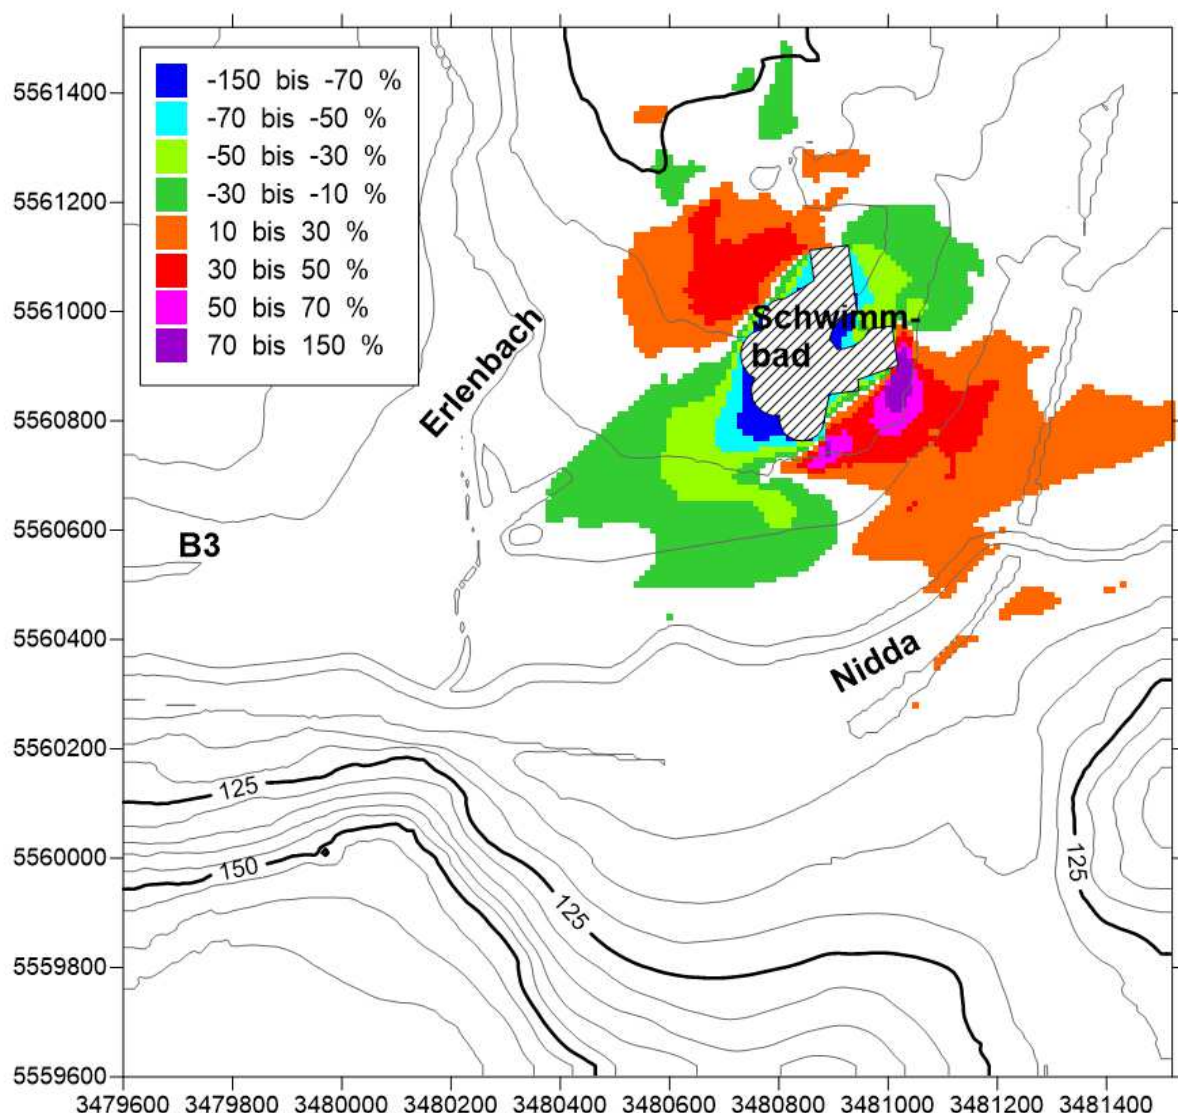 5561400
5561200
5561000
5560800
5560600
5560400
5560200
5560000
5559800
5559600
-150 bis -70 %
-70 bis -50 %
-50 bis -30 %
-30 bis -10 %
10 bis 30 %
30 bis 50 %
50 bis 70 %
70 bis 150 %
Schwimm-
bad
Erlenbach
B3
Nidda
125
150
125
125
3479600 3479800 3480000 3480200 3480400 3480600 3480800 3481000 3481200 3481400